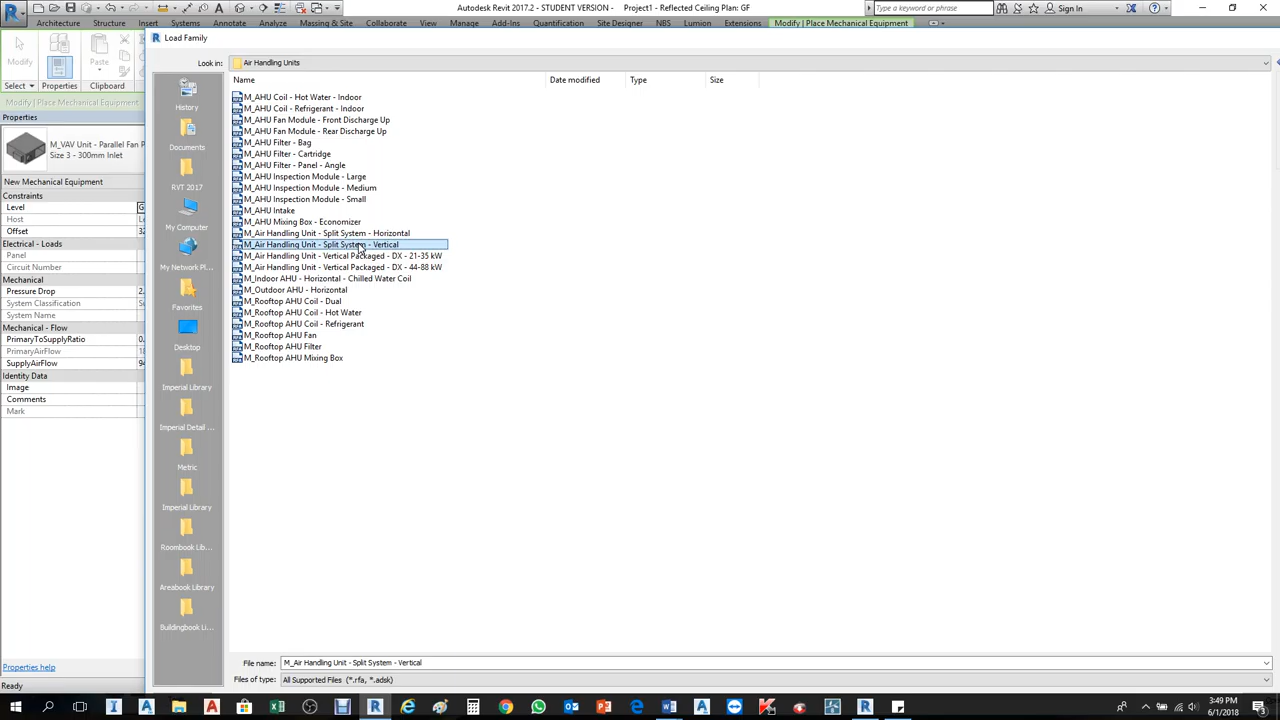 Autodesk Revit 2017.2 - STUDENT VERSION - Project1 - Reflected Ceiling Plan: GF
Type a keyword or phrase
Sign In
Architecture Structure Insert Systems Annotate Analyze Massing & Site Collaborate View Manage Add-Ins Quantification Site Designer NBS Lumion Extensions Modify | Place Mechanical Equipment
Load Family
Modify
Paste
Look in: Air Handling Units
Select Properties Clipboard
Name Date modified Type Size
Modify | Place Mechanical Equipment
Properties
M_VAV Unit - Parallel Fan P
Size 3 - 300mm Inlet
New Mechanical Equipment
Constraints
Level G
Host Le
Offset 32
Electrical - Loads
Panel
Circuit Number
Mechanical
Pressure Drop 2.
System Classification
System Name
Mechanical - Flow
PrimaryToSupplyRatio 0.
PrimaryAirFlow 18
SupplyAirFlow 94
Identity Data
Image
Comments
Mark
Properties help
Ready
History
Documents
RVT 2017
My Computer
My Network Pl...
Favorites
Desktop
Imperial Library
Imperial Detail ...
Metric
Imperial Library
Roombook Lib...
Areabook Library
Buildingbook Li...
M_AHU Coil - Hot Water - Indoor
M_AHU Coil - Refrigerant - Indoor
M_AHU Fan Module - Front Discharge Up
M_AHU Fan Module - Rear Discharge Up
M_AHU Filter - Bag
M_AHU Filter - Cartridge
M_AHU Filter - Panel - Angle
M_AHU Inspection Module - Large
M_AHU Inspection Module - Medium
M_AHU Inspection Module - Small
M_AHU Intake
M_AHU Mixing Box - Economizer
M_Air Handling Unit - Split System - Horizontal
M_Air Handling Unit - Split System - Vertical
M_Air Handling Unit - Vertical Packaged - DX - 21-35 kW
M_Air Handling Unit - Vertical Packaged - DX - 44-88 kW
M_Indoor AHU - Horizontal - Chilled Water Coil
M_Outdoor AHU - Horizontal
M_Rooftop AHU Coil - Dual
M_Rooftop AHU Coil - Hot Water
M_Rooftop AHU Coil - Refrigerant
M_Rooftop AHU Fan
M_Rooftop AHU Filter
M_Rooftop AHU Mixing Box
File name: M_Air Handling Unit - Split System - Vertical
Files of type: All Supported Files (*.rfa, *.adsk)
3:49 PM
6/1/2018